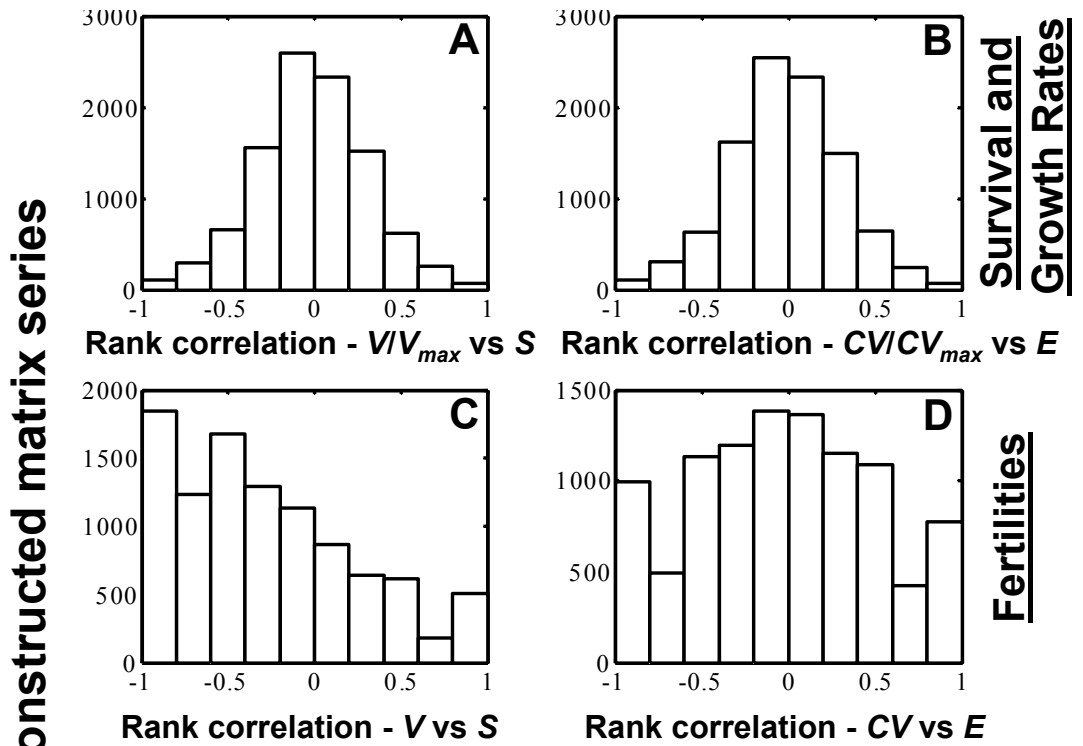 onstructed matrix series
3000
2000
1000
0
A
-1 -0.5 0 0.5 1
Rank correlation - V/Vmax vs S
3000
2000
1000
0
B
-1 -0.5 0 0.5 1
Rank correlation - CV/CVmax vs E
Survival and
Growth Rates
2000
1500
1000
500
0
C
-1 -0.5 0 0.5 1
Rank correlation - V vs S
1500
1000
500
0
D
-1 -0.5 0 0.5 1
Rank correlation - CV vs E
Fertilities